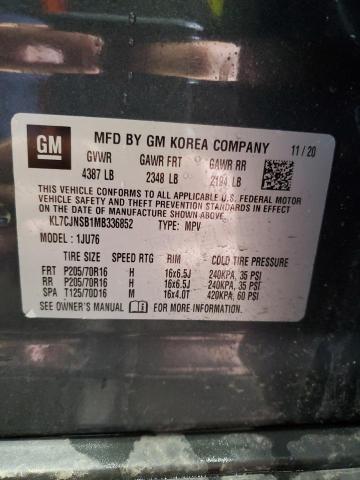 GM MFD BY GM KOREA COMPANY 11/20
GVWR GAWR FRT GAWR RR
4387 LB 2348 LB 2194 LB
THIS VEHICLE CONFORMS TO ALL APPLICABLE U.S. FEDERAL MOTOR
VEHICLE SAFETY, BUMPER, AND THEFT PREVENTION STANDARDS IN EFFECT ON THE
DATE OF MANUFACTURE SHOWN ABOVE.
KL7CJNSB1MB336852 TYPE: MPV
MODEL: 1JU76
TIRE SIZE SPEED RTG RIM COLD TIRE PRESSURE
FRT P205/70R16 H 16x6.5J 240KPA, 35 PSI
RR P205/70R16 H 16x6.5J 240KPA, 35 PSI
SPA T125/70D16 M 16x4.0T 420KPA, 60 PSI
SEE OWNER'S MANUAL FOR MORE INFORMATION.